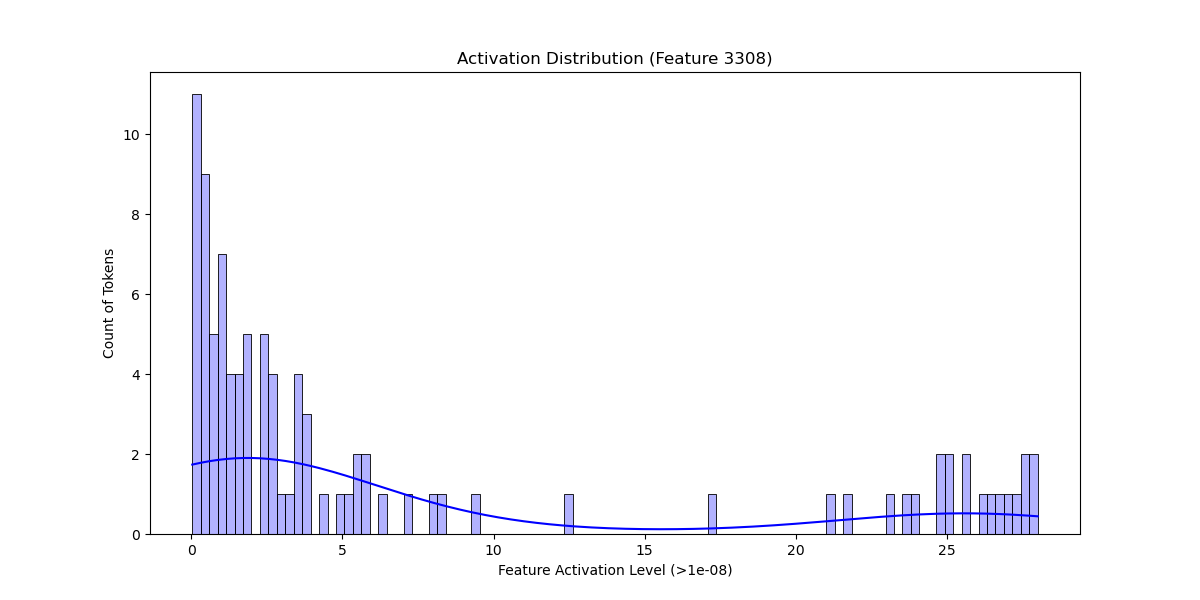 Activation Distribution (Feature 3308)
Count of Tokens
10
8
6
4
2
0
0 5 10 15 20 25
Feature Activation Level (>1e-08)